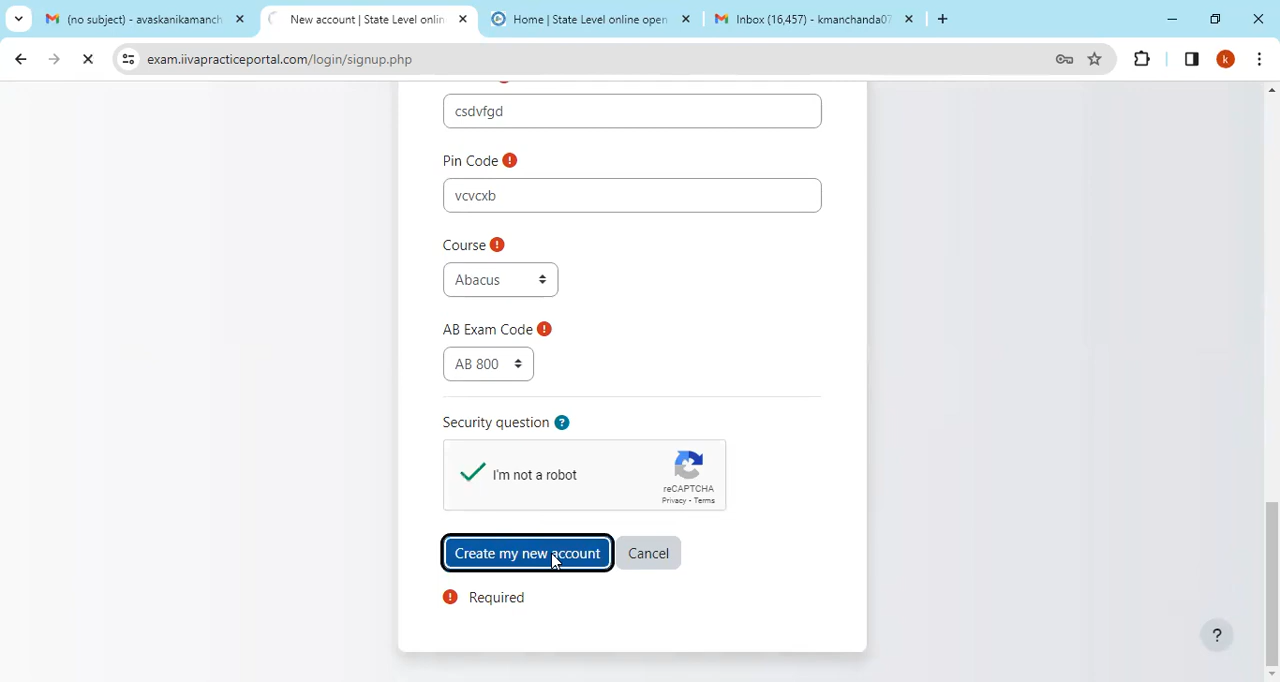 (no subject) - avaskanikamanch
New account | State Level onlin
Home | State Level online open
Inbox (16,457) - kmanchanda07
exam.iivapracticeportal.com/login/signup.php
k
csdvfgd
Pin Code
vcvcxb
Course
Abacus
AB Exam Code
AB 800
Security question
I'm not a robot
reCAPTCHA
Privacy - Terms
Create my new account
Cancel
Required